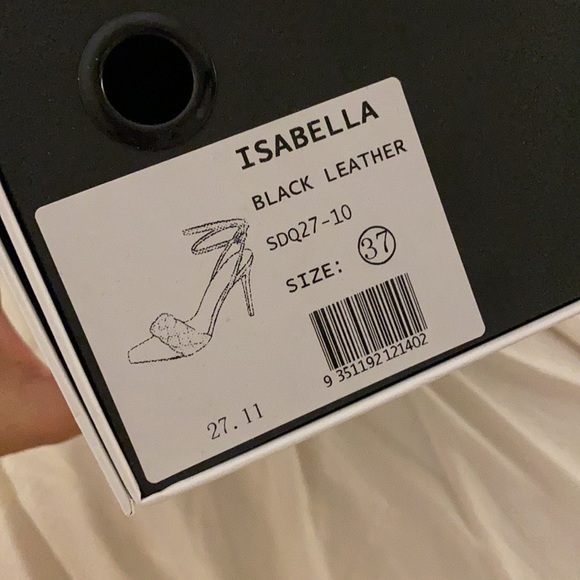 ISABELLA
BLACK LEATHER
SDQ27-10
SIZE: 37
9 351192 121402
27.11